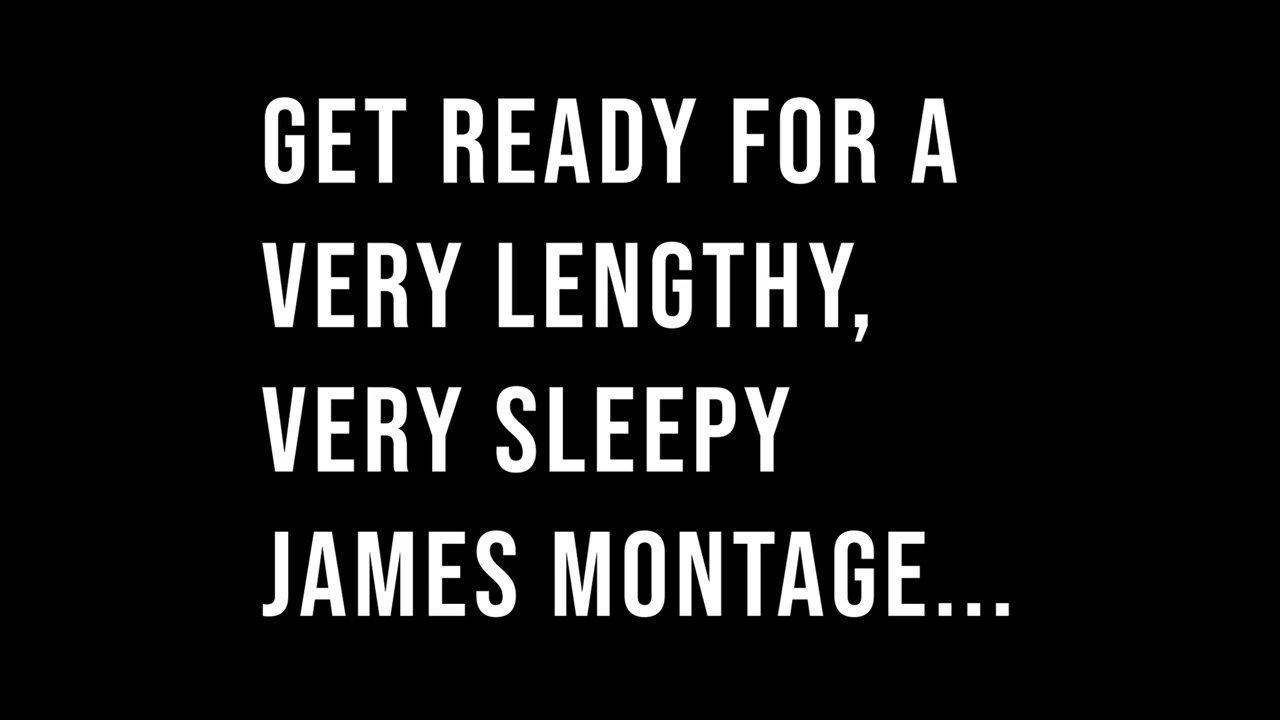 GET READY FOR A
VERY LENGTHY,
VERY SLEEPY
JAMES MONTAGE...